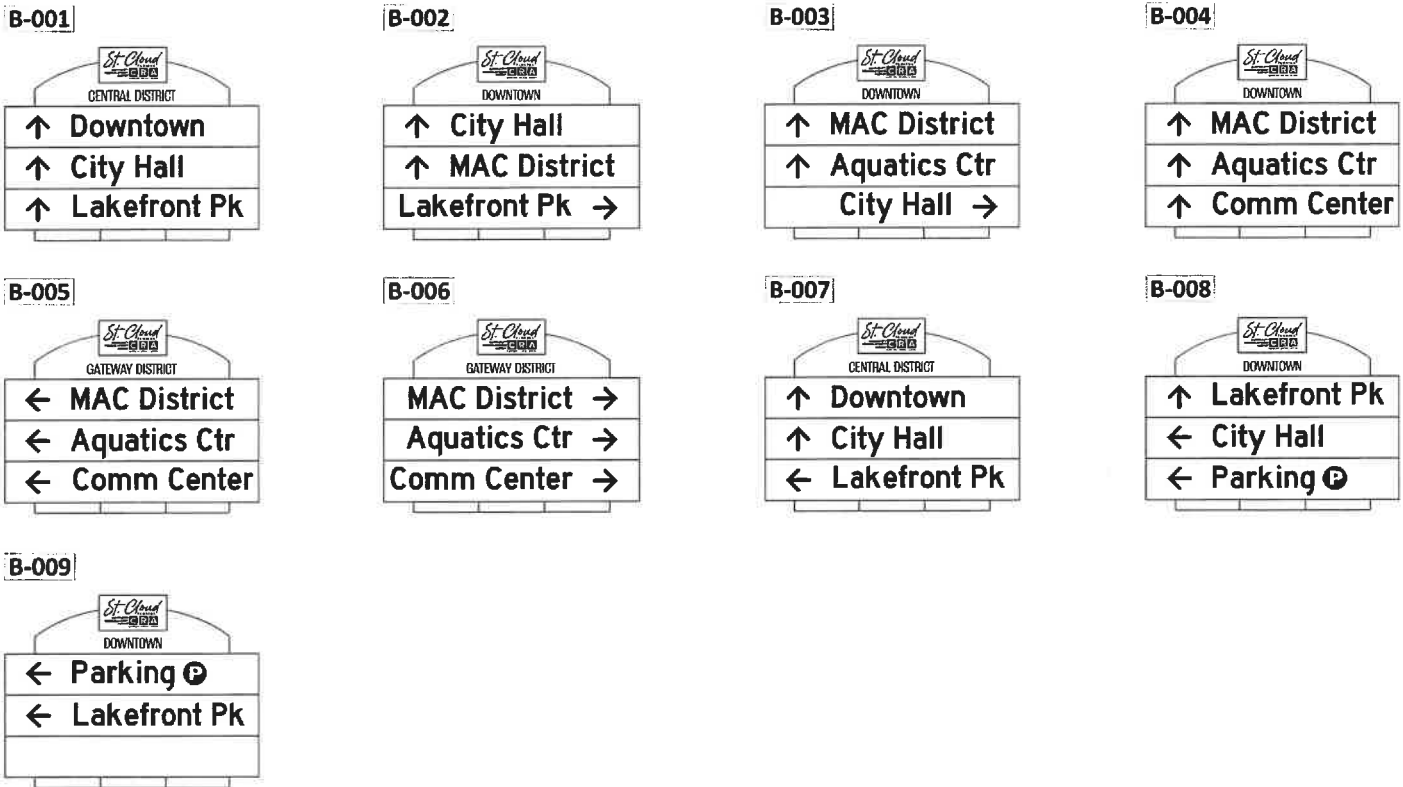 B-001
St. Cloud
CRA
CENTRAL DISTRICT
↑ Downtown
↑ City Hall
↑ Lakefront Pk
B-002
St. Cloud
CRA
DOWNTOWN
↑ City Hall
↑ MAC District
Lakefront Pk →
B-003
St. Cloud
CRA
DOWNTOWN
↑ MAC District
↑ Aquatics Ctr
City Hall →
B-004
St. Cloud
CRA
DOWNTOWN
↑ MAC District
↑ Aquatics Ctr
↑ Comm Center
B-005
St. Cloud
CRA
GATEWAY DISTRICT
← MAC District
← Aquatics Ctr
← Comm Center
B-006
St. Cloud
CRA
GATEWAY DISTRICT
MAC District →
Aquatics Ctr →
Comm Center →
B-007
St. Cloud
CRA
CENTRAL DISTRICT
↑ Downtown
↑ City Hall
← Lakefront Pk
B-008
St. Cloud
CRA
DOWNTOWN
↑ Lakefront Pk
← City Hall
← Parking P
B-009
St. Cloud
CRA
DOWNTOWN
← Parking P
← Lakefront Pk